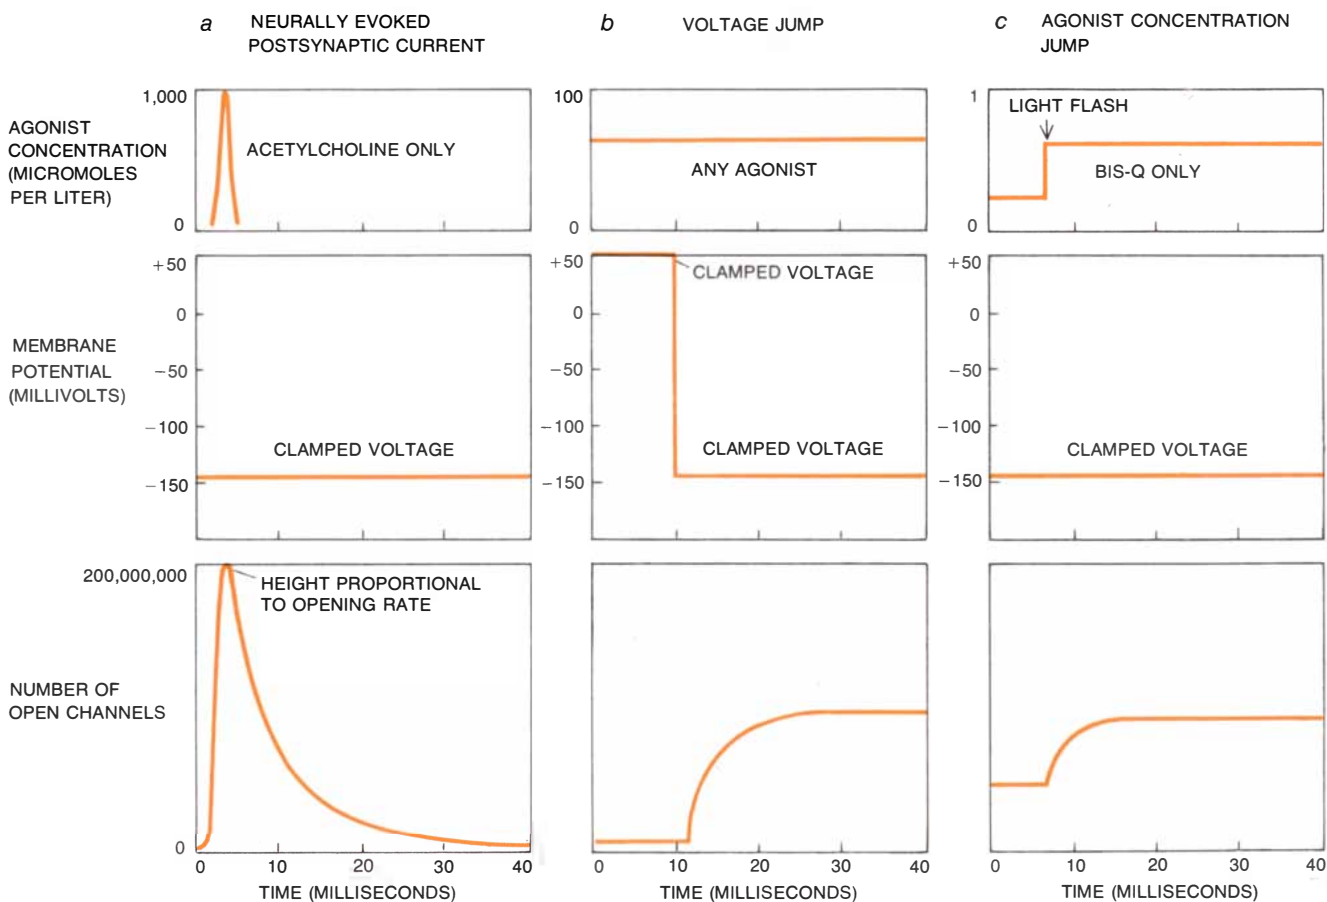 a NEURALLY EVOKED
POSTSYNAPTIC CURRENT
b VOLTAGE JUMP
c AGONIST CONCENTRATION
JUMP
AGONIST
CONCENTRATION
(MICROMOLES
PER LITER)
1,000
0
ACETYLCHOLINE ONLY
100
0
ANY AGONIST
1
0
LIGHT FLASH
BIS-Q ONLY
MEMBRANE
POTENTIAL
(MILLIVOLTS)
+50
0
−50
−100
−150
CLAMPED VOLTAGE
+50
0
−50
−100
−150
CLAMPED VOLTAGE
CLAMPED VOLTAGE
+50
0
−50
−100
−150
CLAMPED VOLTAGE
NUMBER OF
OPEN CHANNELS
200,000,000
0
HEIGHT PROPORTIONAL
TO OPENING RATE
0 10 20 30 40
TIME (MILLISECONDS)
0 10 20 30 40
TIME (MILLISECONDS)
0 10 20 30 40
TIME (MILLISECONDS)